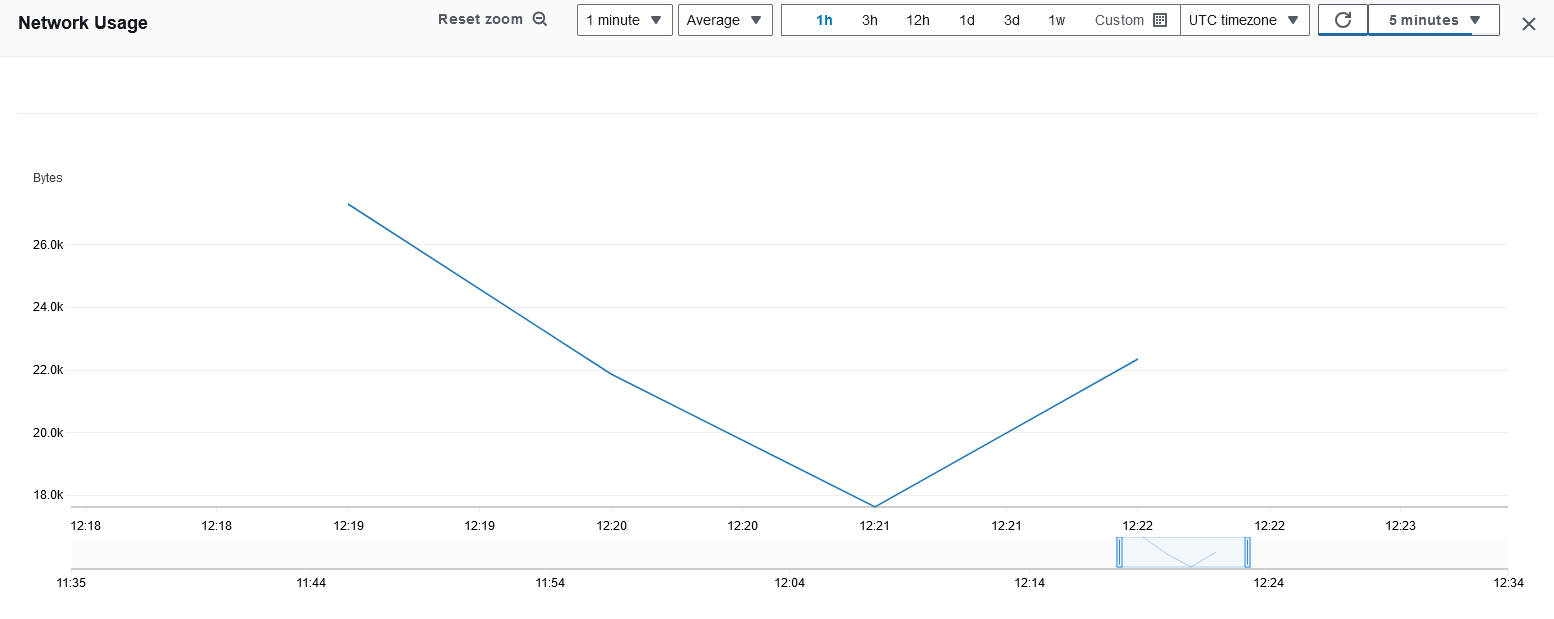 Network Usage
Reset zoom
1 minute
Average
1h 3h 12h 1d 3d 1w Custom
UTC timezone
5 minutes
Bytes
26.0k
24.0k
22.0k
20.0k
18.0k
12:18 12:18 12:19 12:19 12:20 12:20 12:21 12:21 12:22 12:22 12:23
11:35 11:44 11:54 12:04 12:14 12:24 12:34